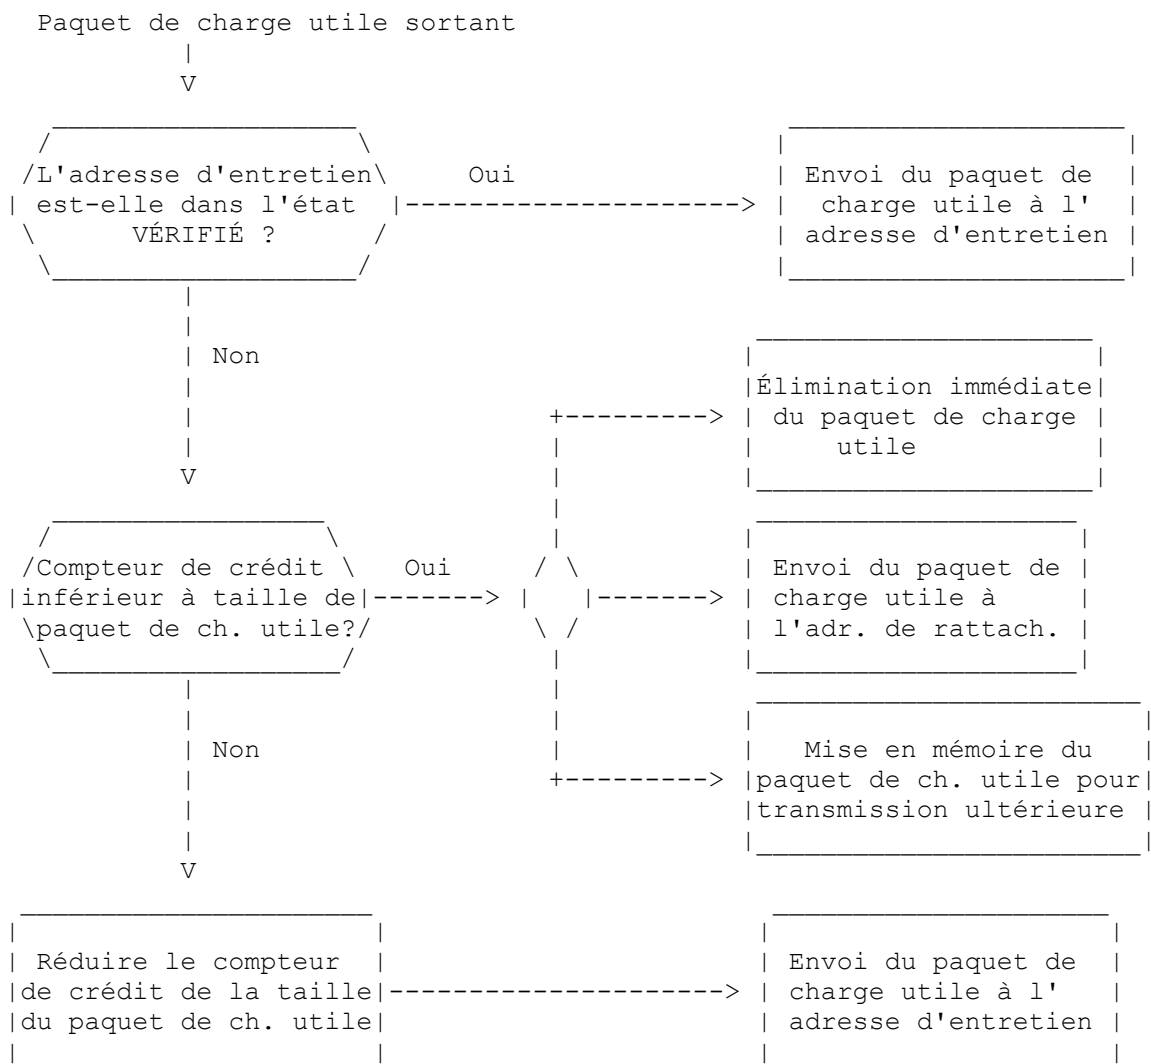 Paquet de charge utile sortant
L'adresse d'entretien
est-elle dans l'état
VÉRIFIÉ ?
Oui
Envoi du paquet de
charge utile à l'
adresse d'entretien
Non
Élimination immédiate
du paquet de charge
utile
Compteur de crédit
inférieur à taille de
paquet de ch. utile?
Oui
Envoi du paquet de
charge utile à
l'adr. de rattach.
Non
Mise en mémoire du
paquet de ch. utile pour
transmission ultérieure
Réduire le compteur
de crédit de la taille
du paquet de ch. utile
Envoi du paquet de
charge utile à l'
adresse d'entretien